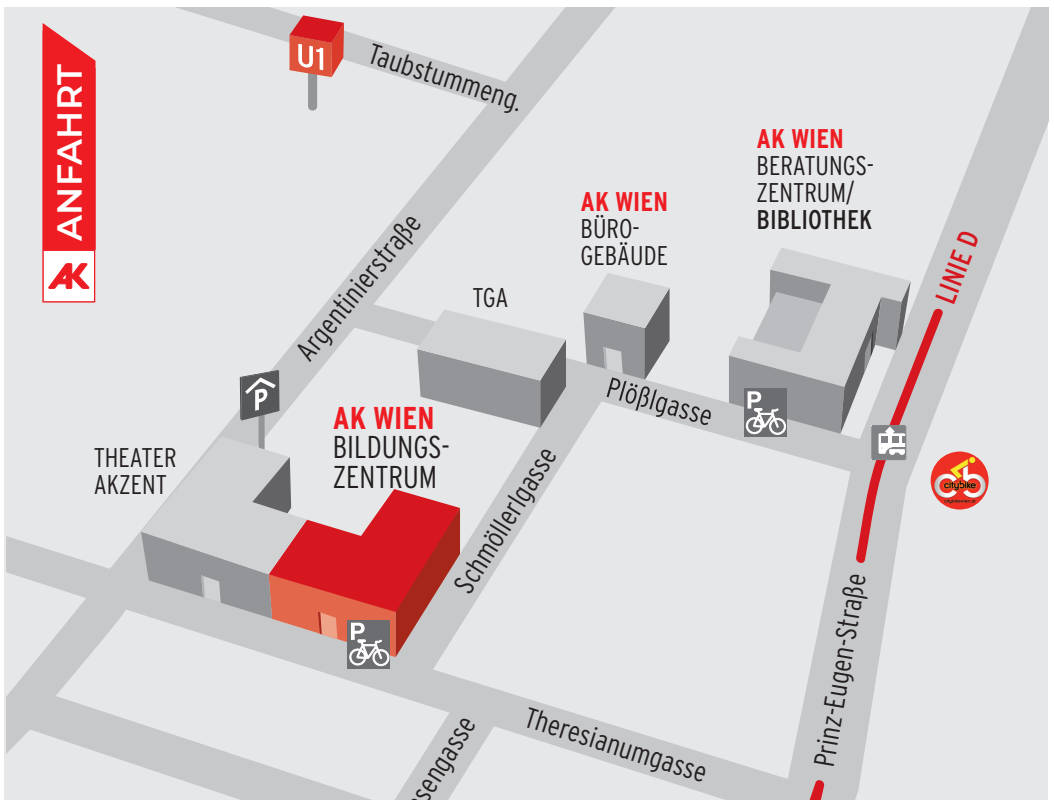 ANFAHRT
AK
U1
Taubstummeng.
AK WIEN
BERATUNGS-
ZENTRUM/
BIBLIOTHEK
AK WIEN
BÜRO-
GEBÄUDE
LINIE D
Argentinierstraße
TGA
P
Plößlgasse
P
AK WIEN
BILDUNGS-
ZENTRUM
THEATER
AKZENT
citybike
Schmöllerlgasse
P
Prinz-Eugen-Straße
Theresianumgasse
sengasse